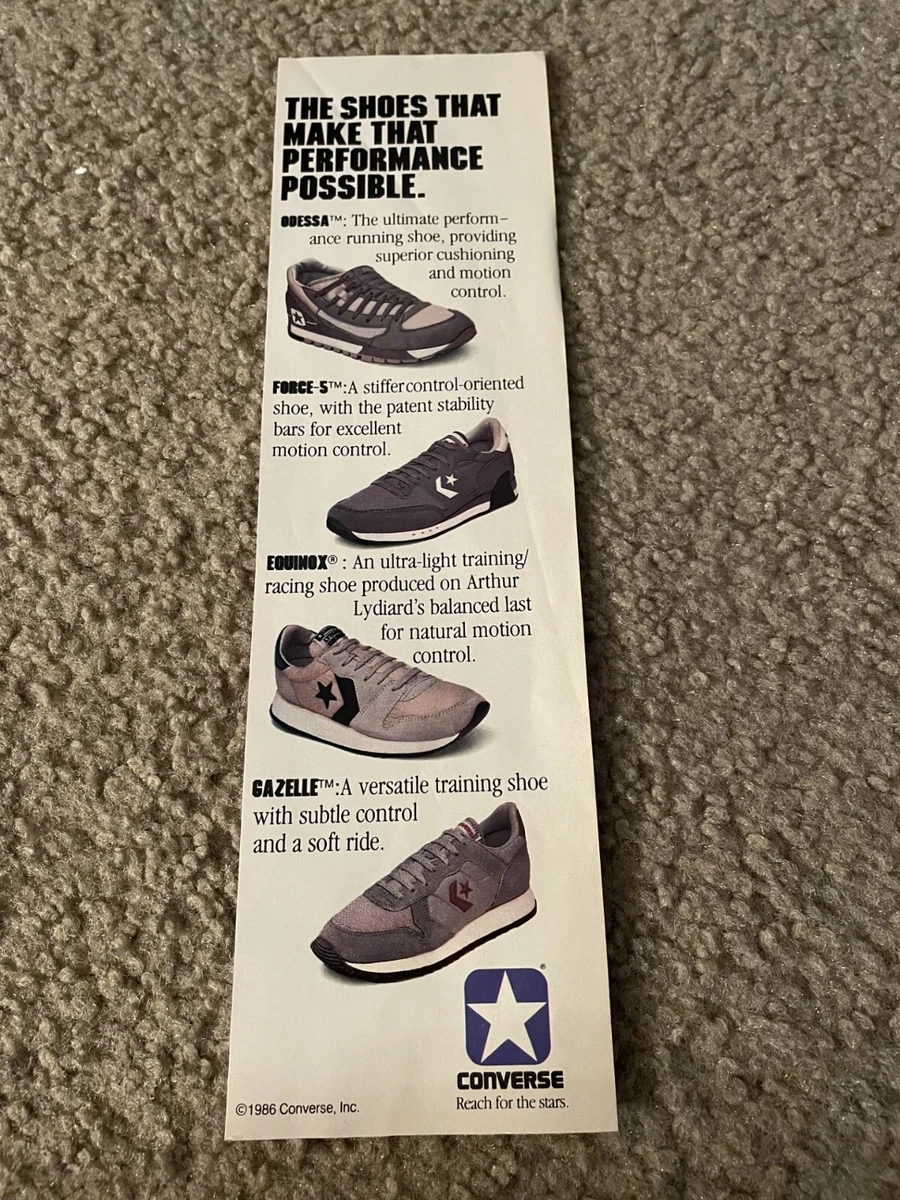 THE SHOES THAT
MAKE THAT
PERFORMANCE
POSSIBLE.
ODESSA™: The ultimate perform-
ance running shoe, providing
superior cushioning
and motion
control.
FORCE-5™:A stiffer control-oriented
shoe, with the patent stability
bars for excellent
motion control.
EQUINOX® : An ultra-light training/
racing shoe produced on Arthur
Lydiard's balanced last
for natural motion
control.
GAZELLE™:A versatile training shoe
with subtle control
and a soft ride.
®
CONVERSE
Reach for the stars.
©1986 Converse, Inc.